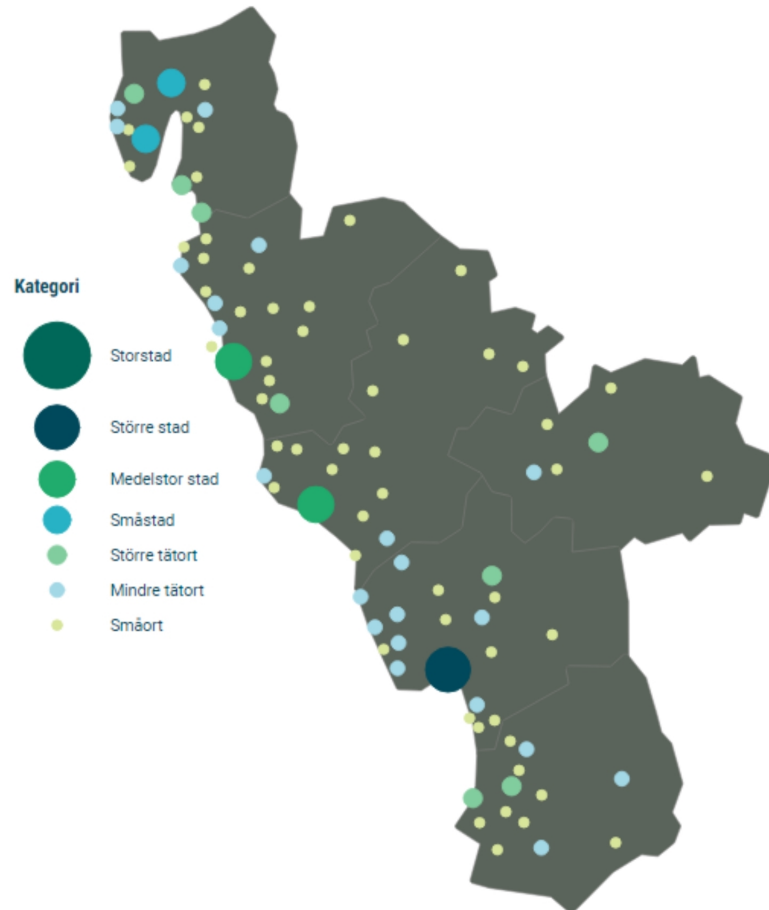 Kategori
Storstad
Större stad
Medelstor stad
Småstad
Större tätort
Mindre tätort
Småort